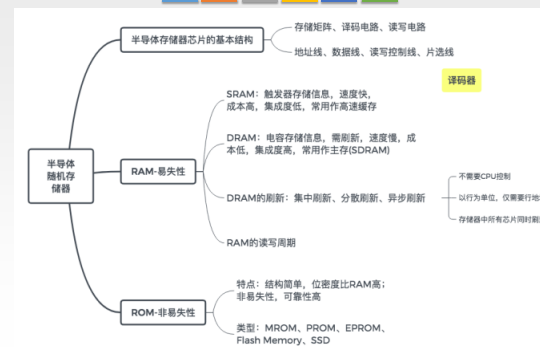 半导体存储器芯片的基本结构
存储矩阵、译码电路、读写电路
地址线、数据线、读写控制线、片选线
译码器
半导体
随机存
储器
RAM-易失性
SRAM：触发器存储信息，速度快，
成本高，集成度低，常用作高速缓存
DRAM：电容存储信息，需刷新，速度慢，成
本低，集成度高，常用作主存(SDRAM)
DRAM的刷新：集中刷新、分散刷新、异步刷新
不需要CPU控制
以行为单位，仅需要行地
存储器中所有芯片同时刷
RAM的读写周期
ROM-非易失性
特点：结构简单，位密度比RAM高；
非易失性，可靠性高
类型：MROM、PROM、EPROM、
Flash Memory、SSD